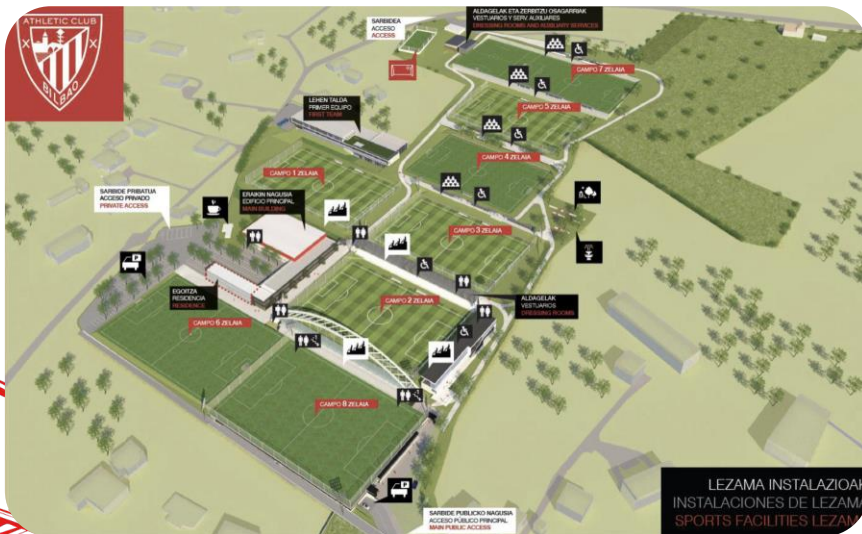 ATHLETIC CLUB
BILBAO
SARBIDEA
ACCESO
ACCESS
ALDAGELAK ETA ZERBITZU OSAGARRIAK
VESTUARIOS Y SERV. AUXILIARES
DRESSING ROOMS AND AUXILIARY SERVICES
CAMPO 7 ZELAIA
LEHEN TALDA
PRIMER EQUIPO
FIRST TEAM
CAMPO 5 ZELAIA
CAMPO 4 ZELAIA
CAMPO 1 ZELAIA
SARBIDE PRIBATUA
ACCESO PRIVADO
PRIVATE ACCESS
ERAIKIN NAGUSIA
EDIFICIO PRINCIPAL
MAIN BUILDING
CAMPO 3 ZELAIA
P
EGOITZA
RESIDENCIA
RESIDENCE
CAMPO 2 ZELAIA
ALDAGELAK
VESTUARIOS
DRESSING ROOMS
CAMPO 6 ZELAIA
CAMPO 8 ZELAIA
P
SARBIDE PUBLICKO NAGUSIA
ACCESO PÚBLICO PRINCIPAL
MAIN PUBLIC ACCESS
LEZAMA INSTALAZIOAK
INSTALACIONES DE LEZAMA
SPORTS FACILITIES LEZAMA